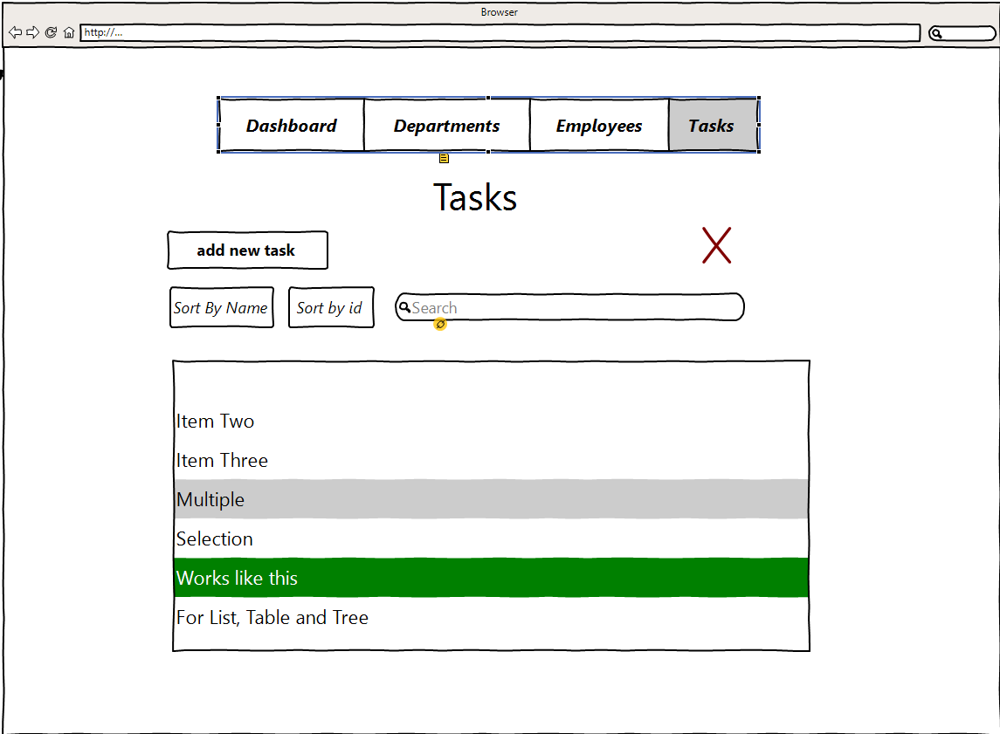 Browser
http://...
Dashboard Departments Employees Tasks
Tasks
add new task
Sort By Name Sort by id Search
Item Two
Item Three
Multiple
Selection
Works like this
For List, Table and Tree